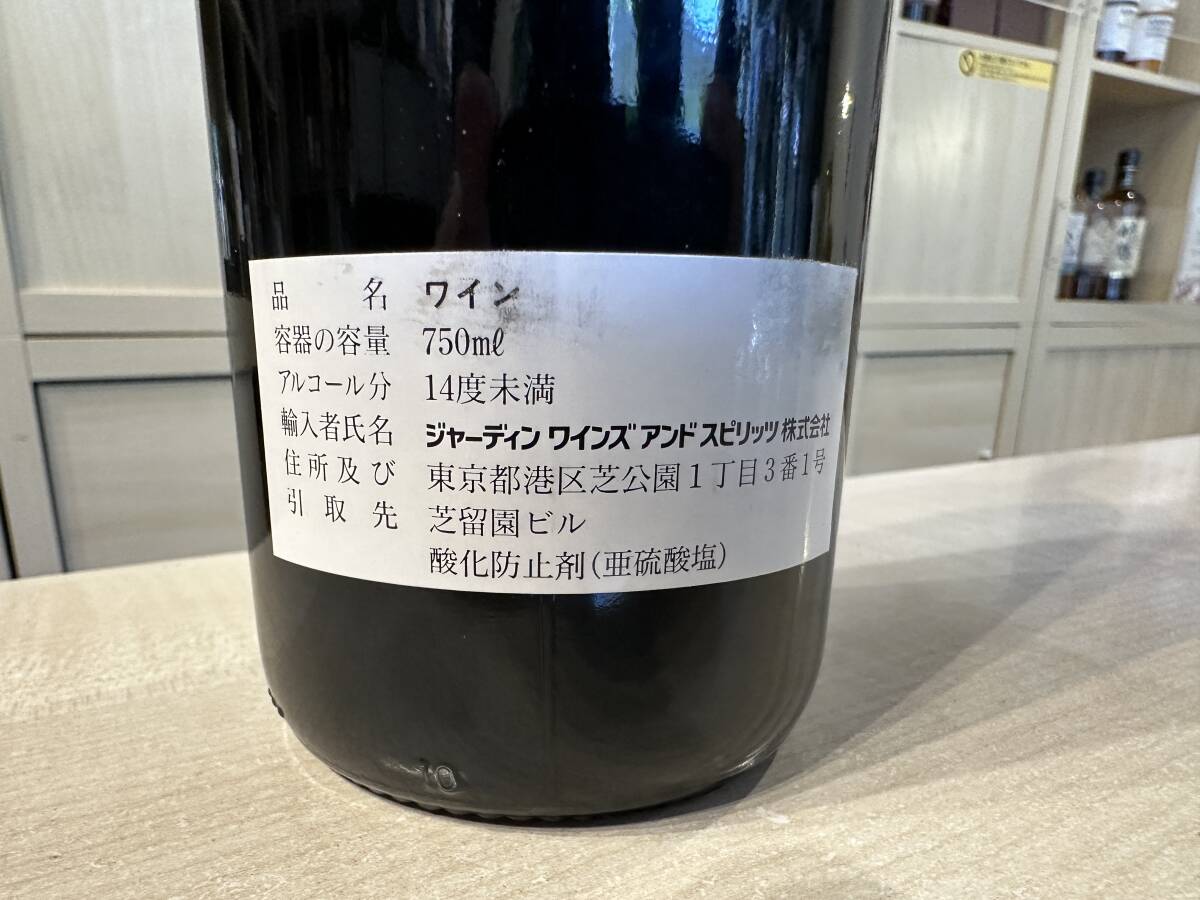 品名 ワイン
容器の容量 750mℓ
アルコール分 14度未満
輸入者氏名 ジャーディン ワインズ アンド スピリッツ 株式会社
住所及び 東京都港区芝公園1丁目3番1号
引取先 芝留園ビル
酸化防止剤(亜硫酸塩)
10